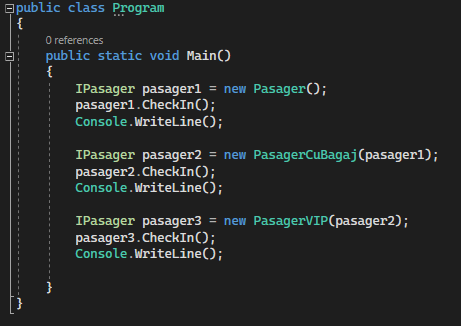 public class Program
{
0 references
public static void Main()
{
IPasager pasager1 = new Pasager();
pasager1.CheckIn();
Console.WriteLine();
IPasager pasager2 = new PasagerCuBagaj(pasager1);
pasager2.CheckIn();
Console.WriteLine();
IPasager pasager3 = new PasagerVIP(pasager2);
pasager3.CheckIn();
Console.WriteLine();
}
}